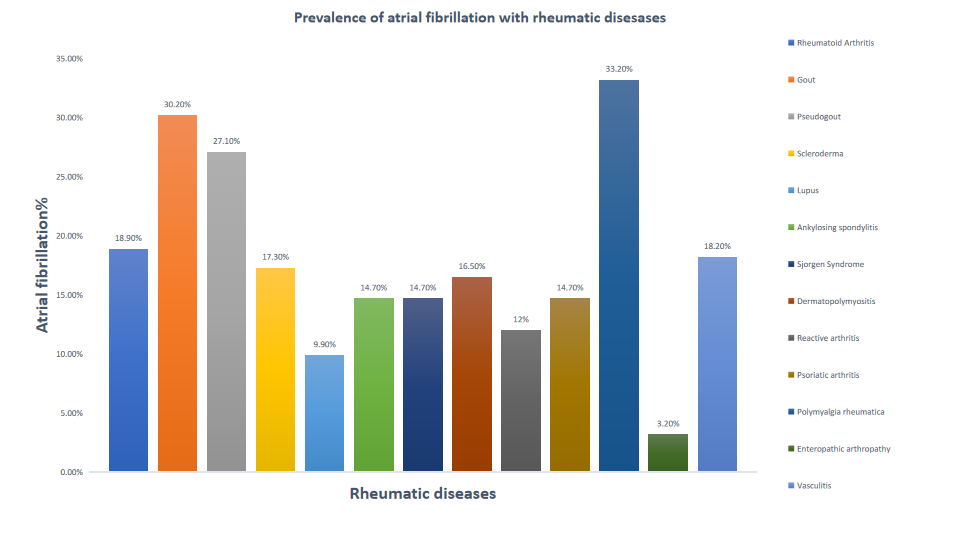 Prevalence of atrial fibrillation with rheumatic disesases
Rheumatoid Arthritis
Gout
Pseudogout
Scleroderma
Lupus
Ankylosing spondylitis
Sjorgen Syndrome
Dermatopolymyositis
Reactive arthritis
Psoriatic arthritis
Polymyalgia rheumatica
Enteropathic arthropathy
Vasculitis
Atrial fibrillation%
35.00%
30.00%
25.00%
20.00%
15.00%
10.00%
5.00%
0.00%
18.90%
30.20%
27.10%
17.30%
9.90%
14.70%
14.70%
16.50%
12%
14.70%
33.20%
3.20%
18.20%
Rheumatic diseases